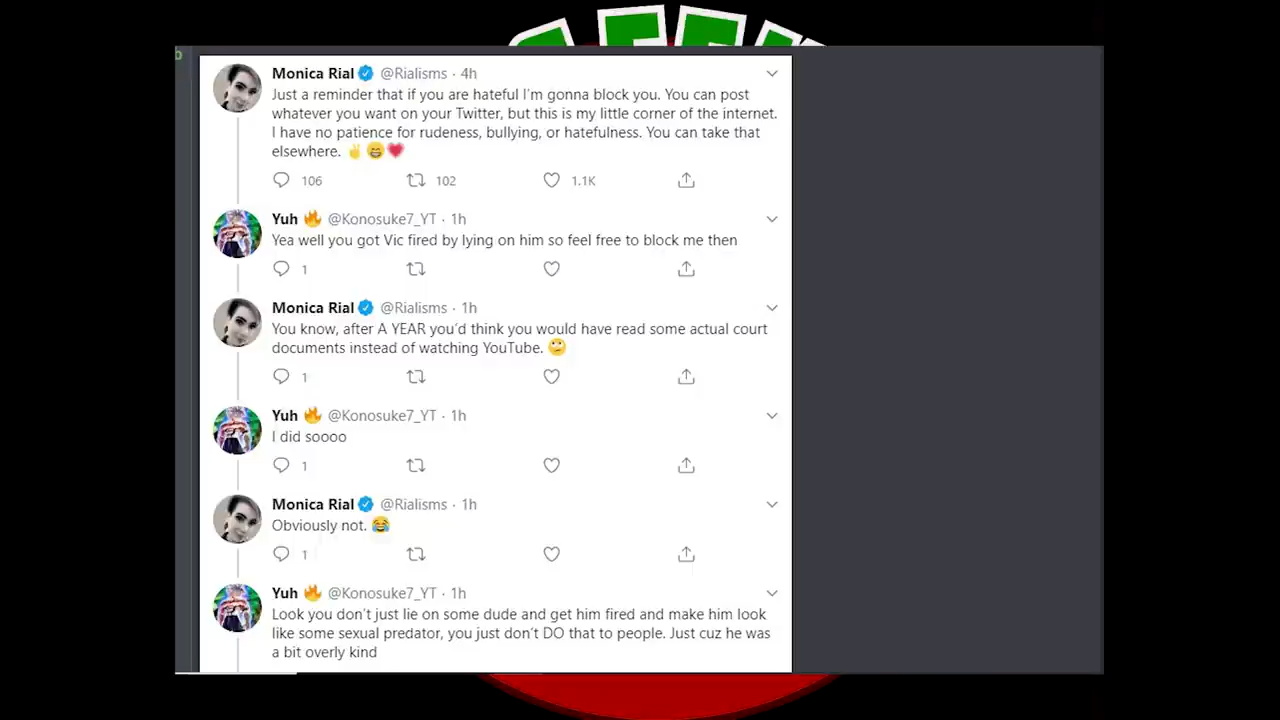 Monica Rial @Rialisms · 4h
Just a reminder that if you are hateful I'm gonna block you. You can post
whatever you want on your Twitter, but this is my little corner of the internet.
I have no patience for rudeness, bullying, or hatefulness. You can take that
elsewhere. ✌️😁💗
106 102 1.1K
Yuh 🔥 @Konosuke7_YT · 1h
Yea well you got Vic fired by lying on him so feel free to block me then
1
Monica Rial @Rialisms · 1h
You know, after A YEAR you'd think you would have read some actual court
documents instead of watching YouTube. 🙄
1
Yuh 🔥 @Konosuke7_YT · 1h
I did soooo
1
Monica Rial @Rialisms · 1h
Obviously not. 😂
1
Yuh 🔥 @Konosuke7_YT · 1h
Look you don't just lie on some dude and get him fired and make him look
like some sexual predator, you just don't DO that to people. Just cuz he was
a bit overly kind